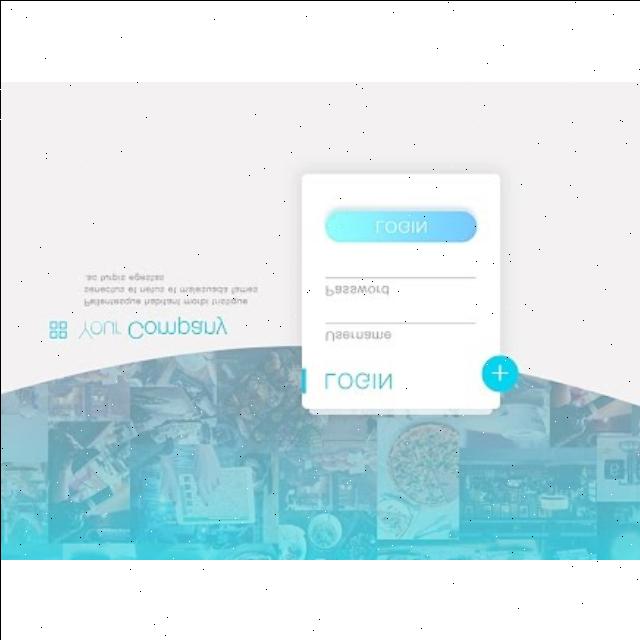 LOGIN
Username
Password
LOGIN
Your Company
Pellentesque habitant morbi tristique
senectus et netus et malesuada fames
ac turpis egestas.